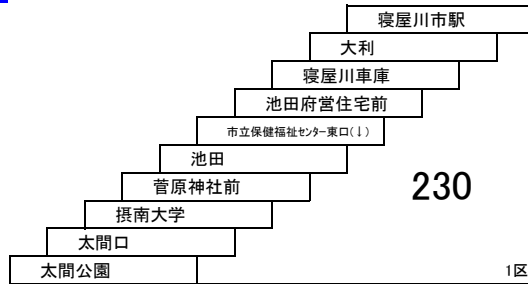 寝屋川市駅
大利
寝屋川車庫
池田府営住宅前
市立保健福祉センター東口(↓)
池田
菅原神社前
230
摂南大学
太間口
太間公園
1区